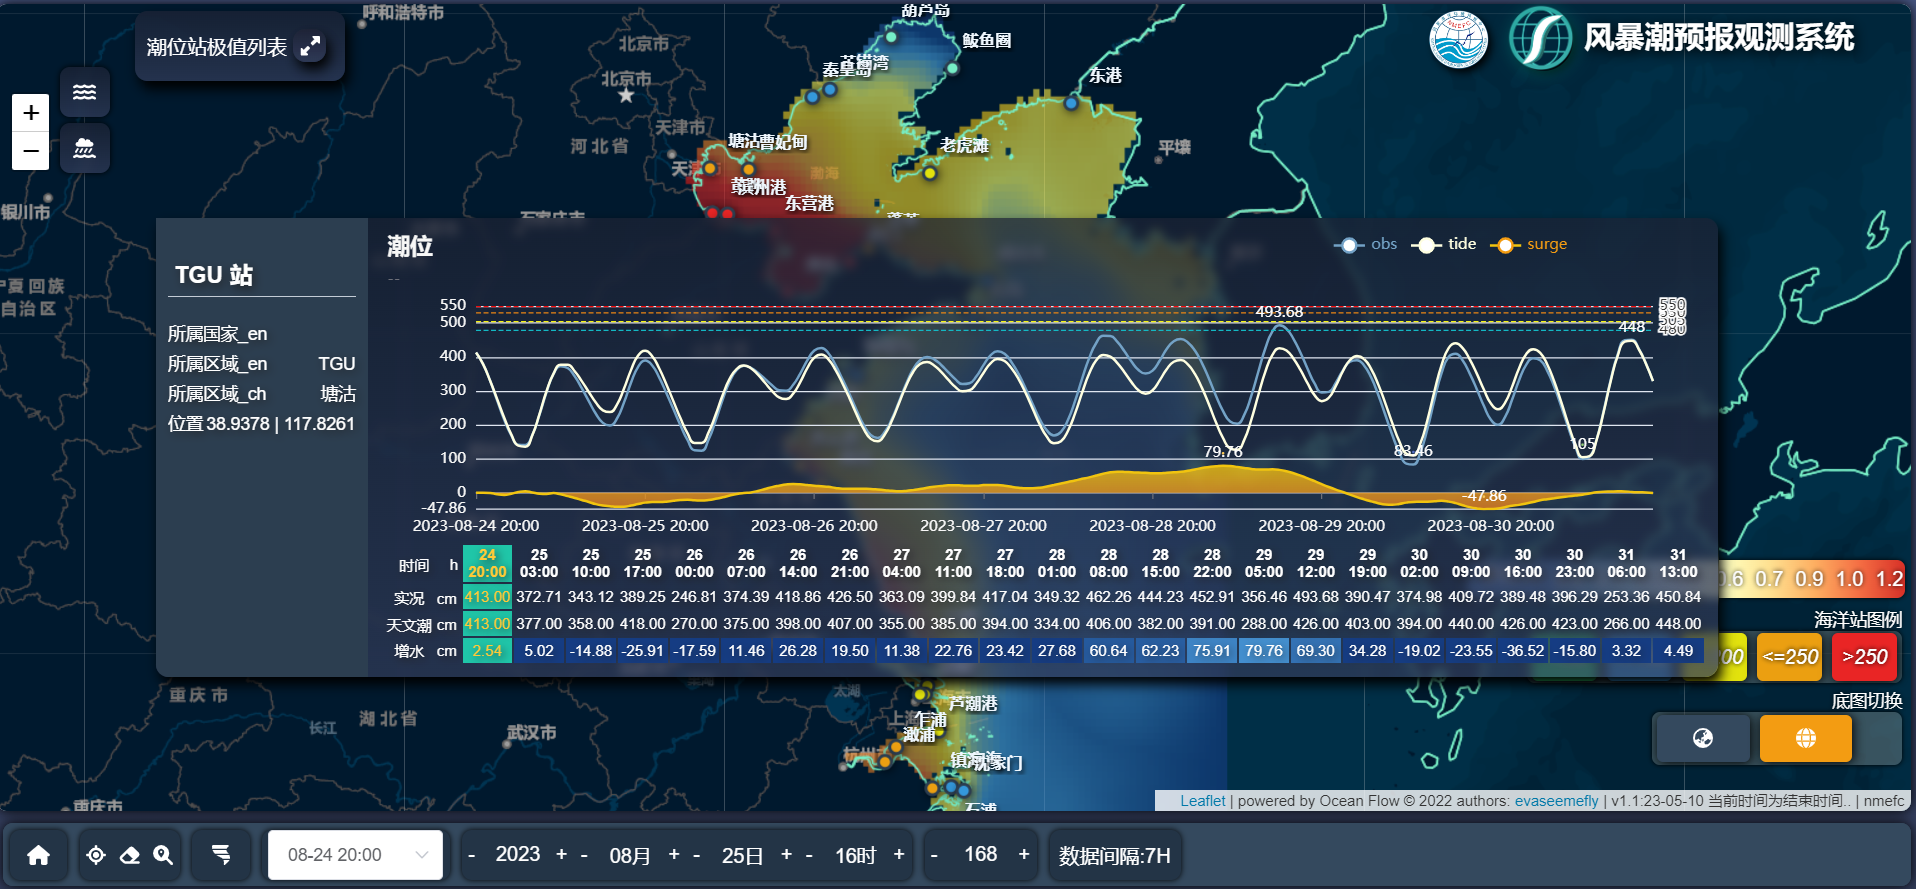 潮位站极值列表
呼和浩特市
葫芦岛
鲅鱼圈
风暴潮预报观测系统
北京市
北京市
秦皇岛
东港
+
−
天津市
河北省
塘沽 曹妃甸
老虎滩
平壤
渤海
滨州港
东营港
银川市
石家庄市
TGU 站
所属国家_en
所属区域_en TGU
所属区域_ch 塘沽
位置 38.9378 | 117.8261
潮位
--
obs tide surge
550
500
400
300
200
100
0
-47.86
493.68
448
79.76
83.46
105
-47.86
550
480
2023-08-24 20:00 2023-08-25 20:00 2023-08-26 20:00 2023-08-27 20:00 2023-08-28 20:00 2023-08-29 20:00 2023-08-30 20:00
时间 h 24 25 25 25 26 26 26 26 27 27 27 28 28 28 28 29 29 29 30 30 30 30 31 31
20:00 03:00 10:00 17:00 00:00 07:00 14:00 21:00 04:00 11:00 18:00 01:00 08:00 15:00 22:00 05:00 12:00 19:00 02:00 09:00 16:00 23:00 06:00 13:00
实况 cm 413.00 372.71 343.12 389.25 246.81 374.39 418.86 426.50 363.09 399.84 417.04 349.32 462.26 444.23 452.91 356.46 493.68 390.47 374.98 409.72 389.48 396.29 253.36 450.84
天文潮 cm 413.00 377.00 358.00 418.00 270.00 375.00 398.00 407.00 355.00 385.00 394.00 334.00 406.00 382.00 391.00 288.00 426.00 403.00 394.00 440.00 426.00 423.00 266.00 448.00
增水 cm 2.54 5.02 -14.88 -25.91 -17.59 11.46 26.28 19.50 11.38 22.76 23.42 27.68 60.64 62.23 75.91 79.76 69.30 34.28 -19.02 -23.55 -36.52 -15.80 3.32 4.49
宁夏回族
自治区
0.6 0.7 0.9 1.0 1.2
海洋站图例
<=250 >250
底图切换
重庆市
湖北省
长江
武汉市
太湖
芦潮港
乍浦
澉浦
沈家门
石浦
重庆市
Leaflet | powered by Ocean Flow © 2022 authors: evaseemefly | v1.1:23-05-10 当前时间为结束时间.. | nmefc
08-24 20:00
- 2023 + - 08月 + - 25日 + - 16时 + - 168 +
数据间隔:7H